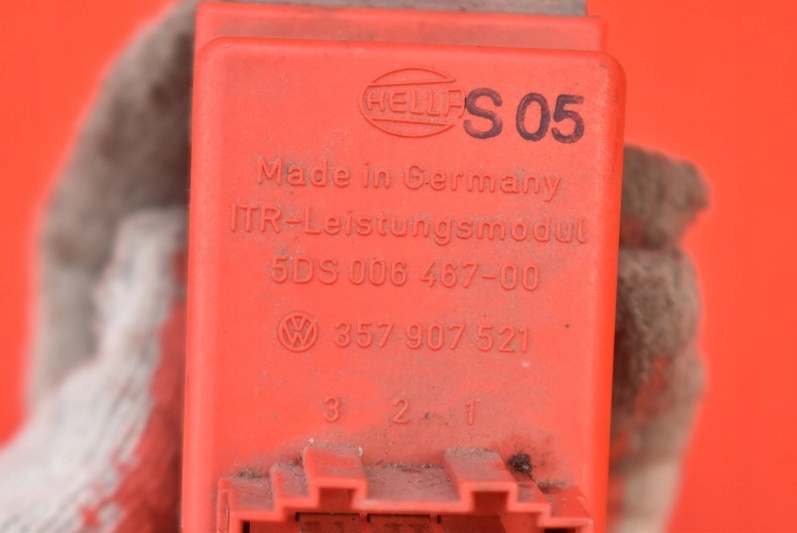 HELLA S 05
Made in Germany
ITR-Leistungsmodul
5DS 006 467-00
VW 357 907 521
3 2 1